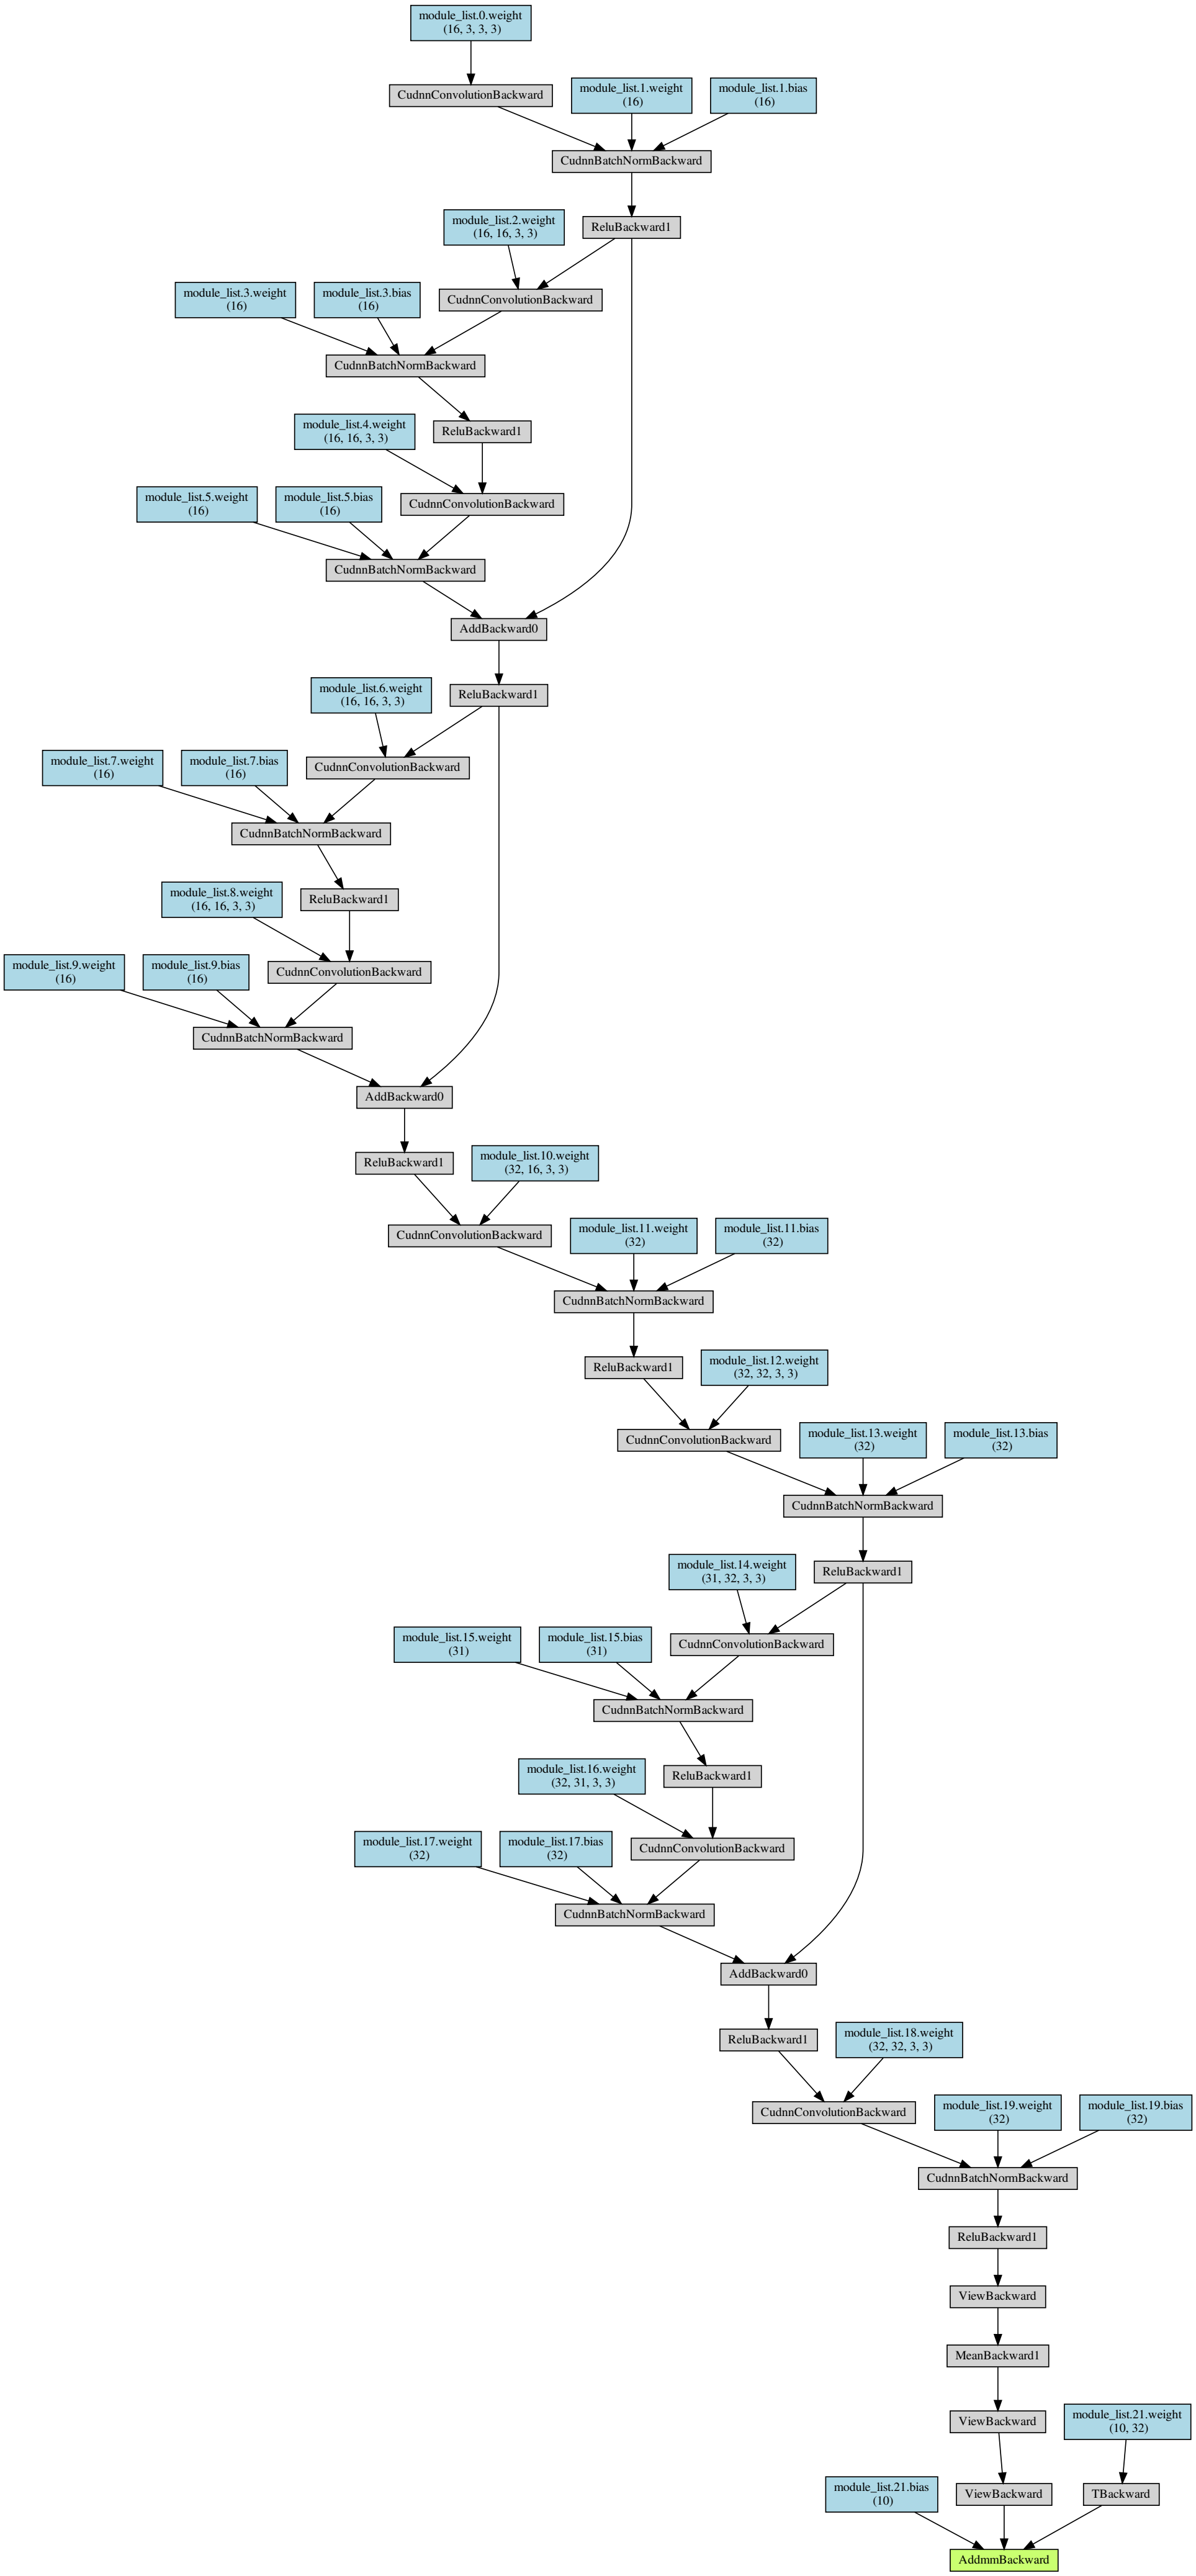 module_list.0.weight
(16, 3, 3, 3)
CudnnConvolutionBackward
module_list.1.weight
(16)
module_list.1.bias
(16)
CudnnBatchNormBackward
module_list.2.weight
(16, 16, 3, 3)
ReluBackward1
CudnnConvolutionBackward
module_list.3.weight
(16)
module_list.3.bias
(16)
CudnnBatchNormBackward
module_list.4.weight
(16, 16, 3, 3)
ReluBackward1
CudnnConvolutionBackward
module_list.5.weight
(16)
module_list.5.bias
(16)
CudnnBatchNormBackward
AddBackward0
module_list.6.weight
(16, 16, 3, 3)
ReluBackward1
CudnnConvolutionBackward
module_list.7.weight
(16)
module_list.7.bias
(16)
CudnnBatchNormBackward
module_list.8.weight
(16, 16, 3, 3)
ReluBackward1
CudnnConvolutionBackward
module_list.9.weight
(16)
module_list.9.bias
(16)
CudnnBatchNormBackward
AddBackward0
ReluBackward1
module_list.10.weight
(32, 16, 3, 3)
CudnnConvolutionBackward
module_list.11.weight
(32)
module_list.11.bias
(32)
CudnnBatchNormBackward
ReluBackward1
module_list.12.weight
(32, 32, 3, 3)
CudnnConvolutionBackward
module_list.13.weight
(32)
module_list.13.bias
(32)
CudnnBatchNormBackward
module_list.14.weight
(31, 32, 3, 3)
ReluBackward1
CudnnConvolutionBackward
module_list.15.weight
(31)
module_list.15.bias
(31)
CudnnBatchNormBackward
module_list.16.weight
(32, 31, 3, 3)
ReluBackward1
CudnnConvolutionBackward
module_list.17.weight
(32)
module_list.17.bias
(32)
CudnnBatchNormBackward
AddBackward0
ReluBackward1
module_list.18.weight
(32, 32, 3, 3)
CudnnConvolutionBackward
module_list.19.weight
(32)
module_list.19.bias
(32)
CudnnBatchNormBackward
ReluBackward1
ViewBackward
MeanBackward1
ViewBackward
module_list.21.weight
(10, 32)
module_list.21.bias
(10)
ViewBackward
TBackward
AddmmBackward